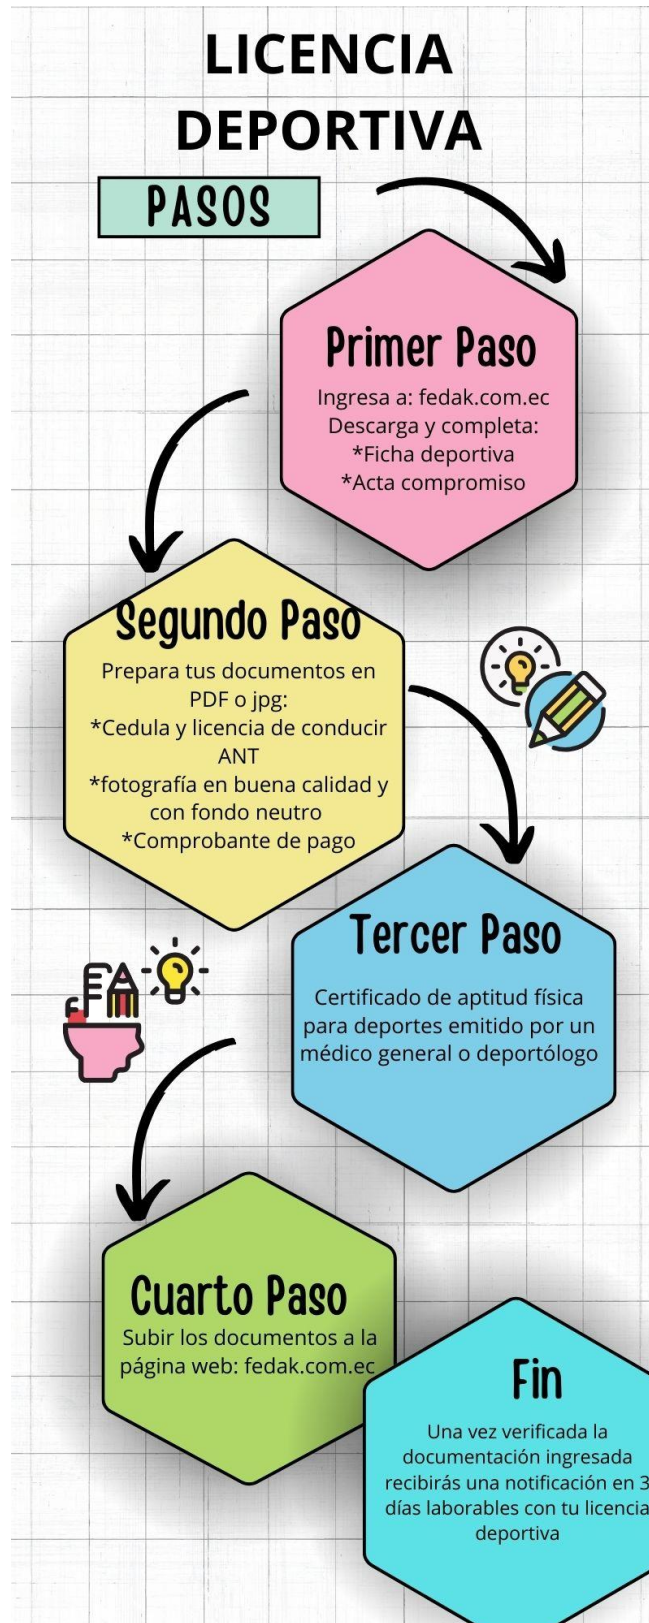 LICENCIA
DEPORTIVA
PASOS
Primer Paso
Ingresa a: fedak.com.ec
Descarga y completa:
*Ficha deportiva
*Acta compromiso
Segundo Paso
Prepara tus documentos en
PDF o jpg:
*Cedula y licencia de conducir
ANT
*fotografía en buena calidad y
con fondo neutro
*Comprobante de pago
Tercer Paso
Certificado de aptitud física
para deportes emitido por un
médico general o deportólogo
Cuarto Paso
Subir los documentos a la
página web: fedak.com.ec
Fin
Una vez verificada la
documentación ingresada
recibirás una notificación en 3
días laborables con tu licencia
deportiva